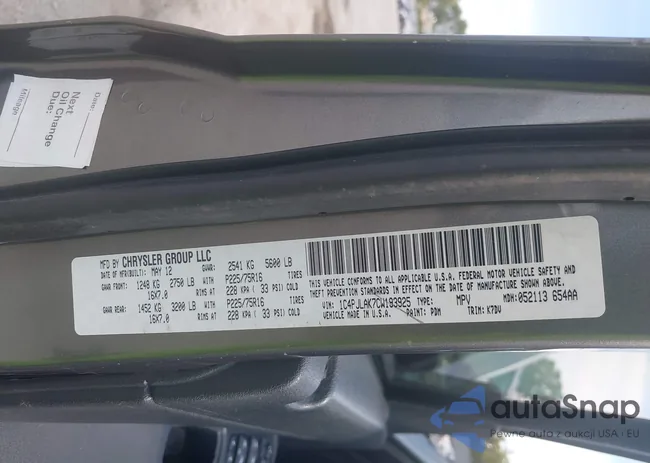 Date:
Next
Oil Change
Due:
Mileage
MFD BY CHRYSLER GROUP LLC
DATE OF MFR(BUILT): MAY 12 GVWR: 2541 KG 5600 LB
GAWR FRONT: 1248 KG 2750 LB P225/75R16 TIRES
16X7.0 RIMS AT 228 KPA ( 33 PSI) COLD
GAWR REAR: 1452 KG 3200 LB P225/75R16 TIRES
16X7.0 RIMS AT 228 KPA ( 33 PSI) COLD
THIS VEHICLE CONFORMS TO ALL APPLICABLE U.S.A. FEDERAL MOTOR VEHICLE SAFETY AND
THEFT PREVENTION STANDARDS IN EFFECT ON THE DATE OF MANUFACTURE SHOWN ABOVE.
VIN: 1C4PJLAK7CW193925 TYPE: MPV MDH: 052113 654AA
VEHICLE MADE IN U.S.A. PAINT: PDM TRIM: K7DV
autaSnap
Pewne auta z aukcji USA i EU